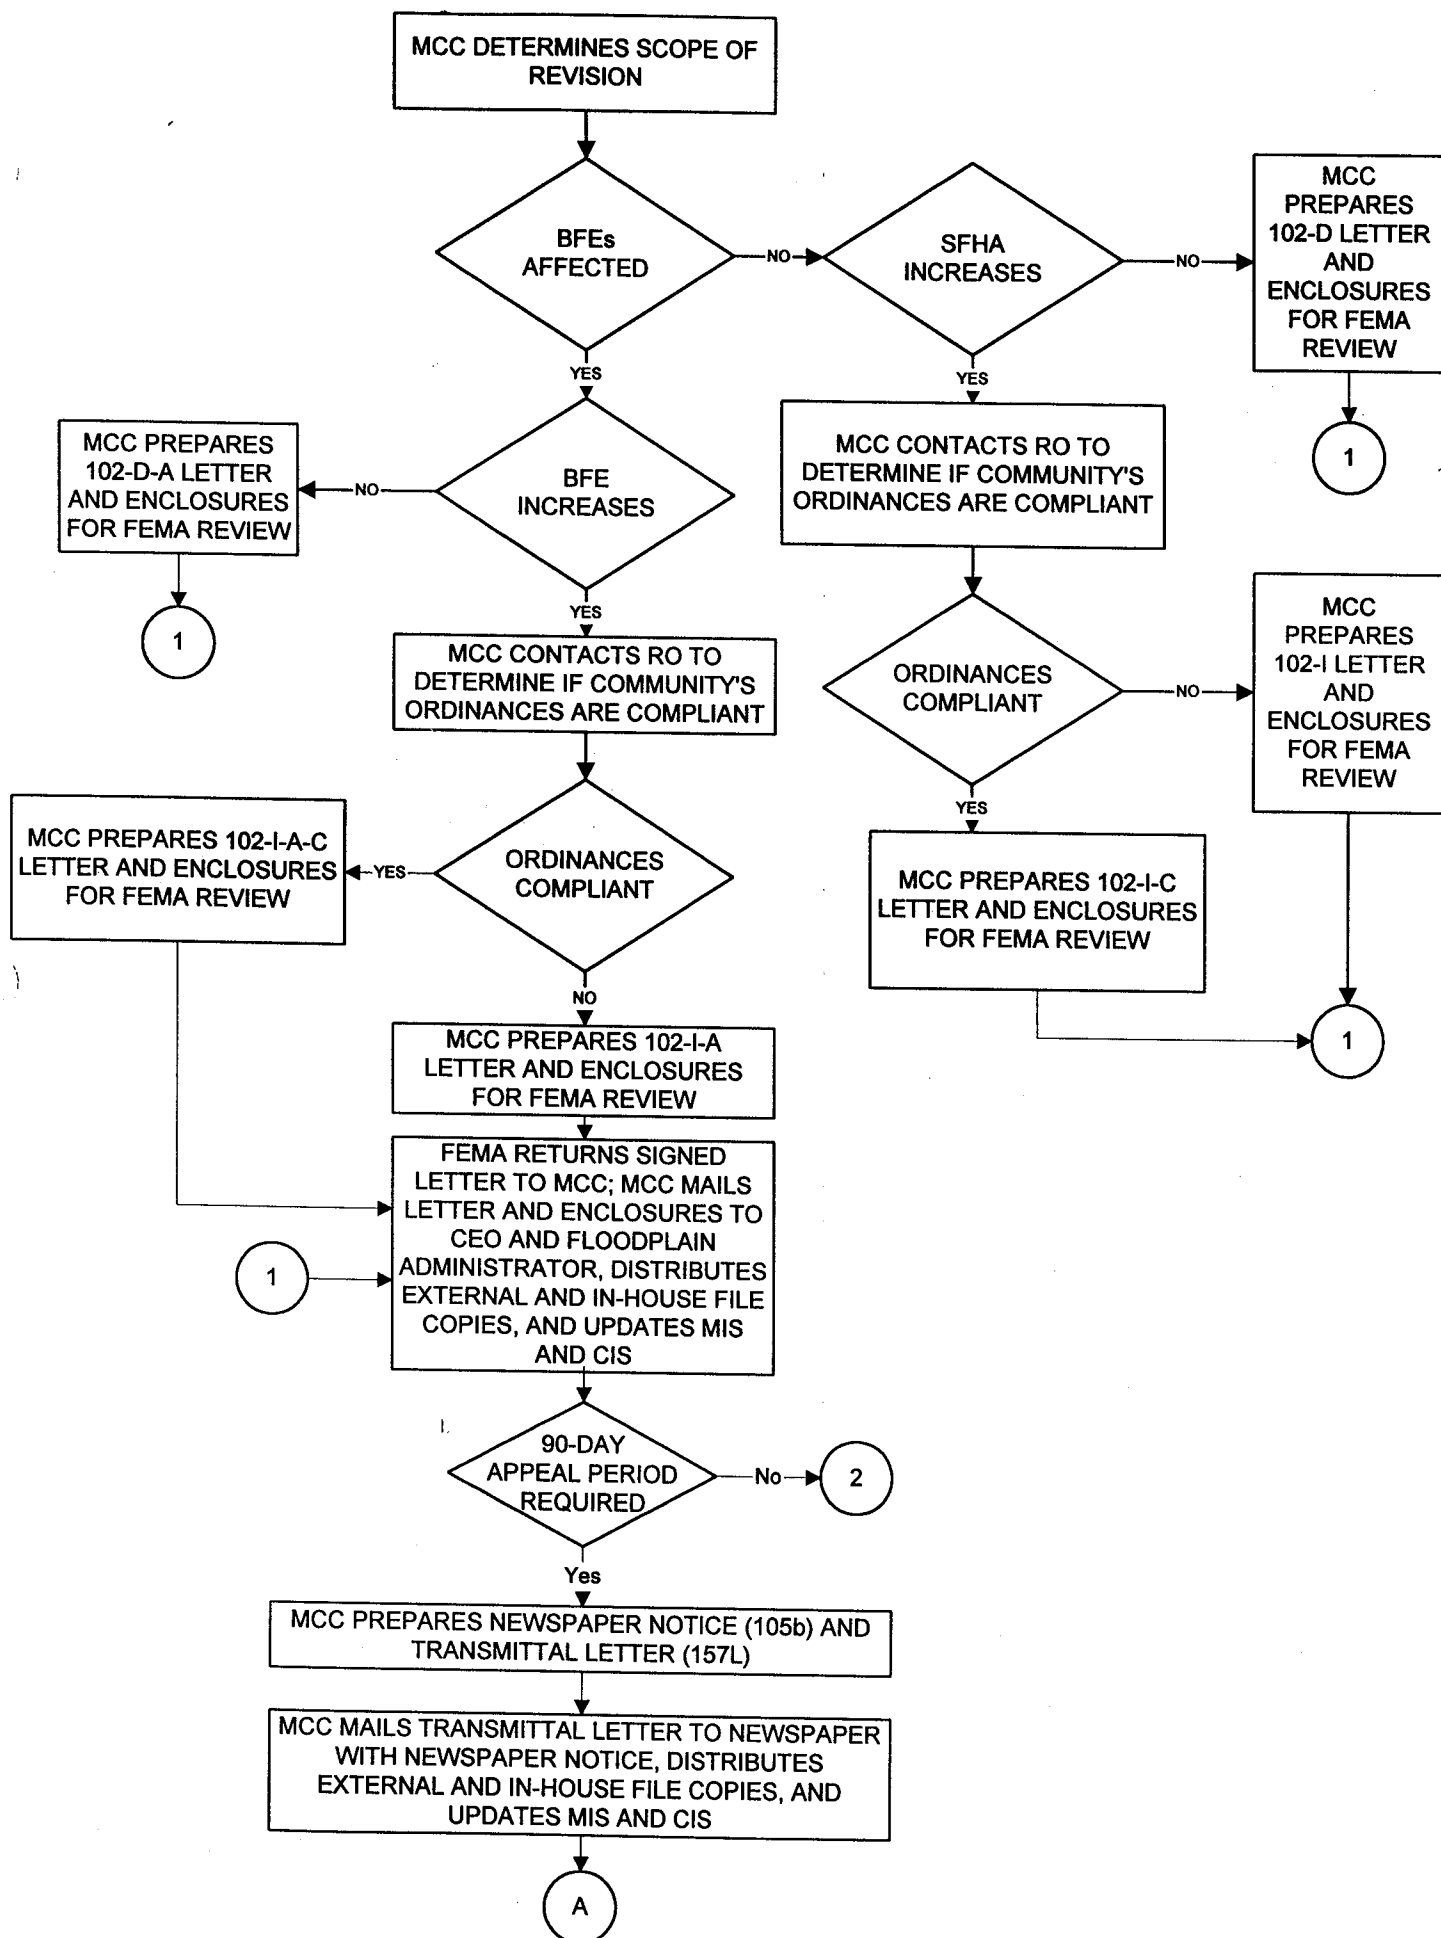 MCC DETERMINES SCOPE OF
REVISION
BFEs
AFFECTED
NO
SFHA
INCREASES
NO
MCC
PREPARES
102-D LETTER
AND
ENCLOSURES
FOR FEMA
REVIEW
1
YES
YES
MCC PREPARES
102-D-A LETTER
AND ENCLOSURES
FOR FEMA REVIEW
1
NO
BFE
INCREASES
MCC CONTACTS RO TO
DETERMINE IF COMMUNITY'S
ORDINANCES ARE COMPLIANT
YES
MCC CONTACTS RO TO
DETERMINE IF COMMUNITY'S
ORDINANCES ARE COMPLIANT
ORDINANCES
COMPLIANT
NO
MCC
PREPARES
102-I LETTER
AND
ENCLOSURES
FOR FEMA
REVIEW
YES
MCC PREPARES 102-I-A-C
LETTER AND ENCLOSURES
FOR FEMA REVIEW
YES
ORDINANCES
COMPLIANT
MCC PREPARES 102-I-C
LETTER AND ENCLOSURES
FOR FEMA REVIEW
1
NO
MCC PREPARES 102-I-A
LETTER AND ENCLOSURES
FOR FEMA REVIEW
FEMA RETURNS SIGNED
LETTER TO MCC; MCC MAILS
LETTER AND ENCLOSURES TO
CEO AND FLOODPLAIN
ADMINISTRATOR, DISTRIBUTES
EXTERNAL AND IN-HOUSE FILE
COPIES, AND UPDATES MIS
AND CIS
1
90-DAY
APPEAL PERIOD
REQUIRED
No
2
Yes
MCC PREPARES NEWSPAPER NOTICE (105b) AND
TRANSMITTAL LETTER (157L)
MCC MAILS TRANSMITTAL LETTER TO NEWSPAPER
WITH NEWSPAPER NOTICE, DISTRIBUTES
EXTERNAL AND IN-HOUSE FILE COPIES, AND
UPDATES MIS AND CIS
A